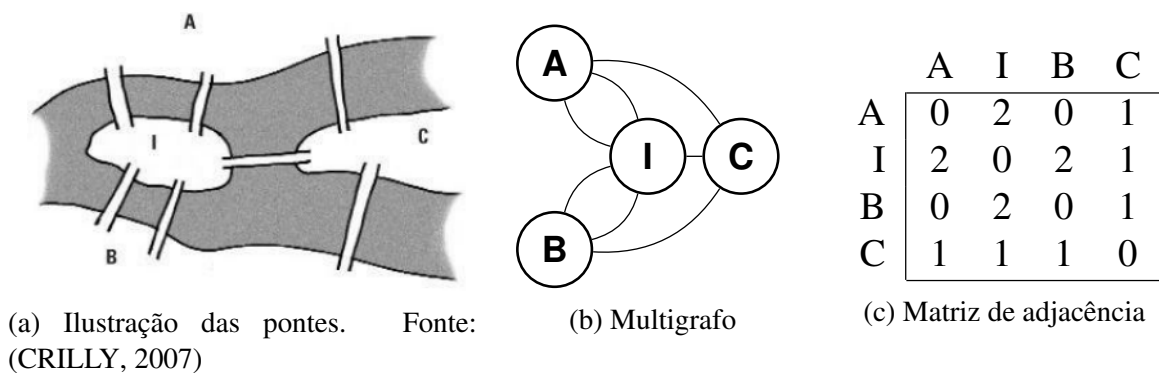 A
I
C
B
(a) Ilustração das pontes. Fonte:
(CRILLY, 2007)
A
I
C
B
(b) Multigrafo
A I B C
A 0 2 0 1
I 2 0 2 1
B 0 2 0 1
C 1 1 1 0
(c) Matriz de adjacência